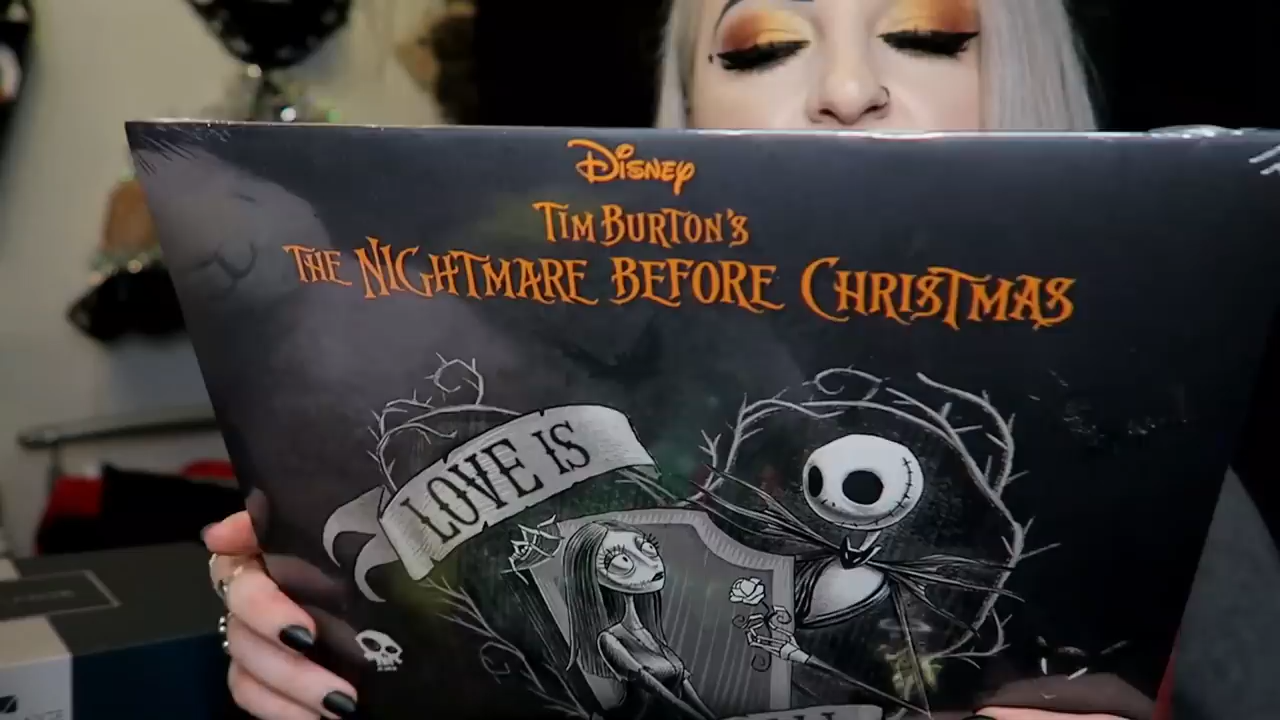 Disney
TIM BURTON'S
THE NIGHTMARE BEFORE CHRISTMAS
LOVE IS